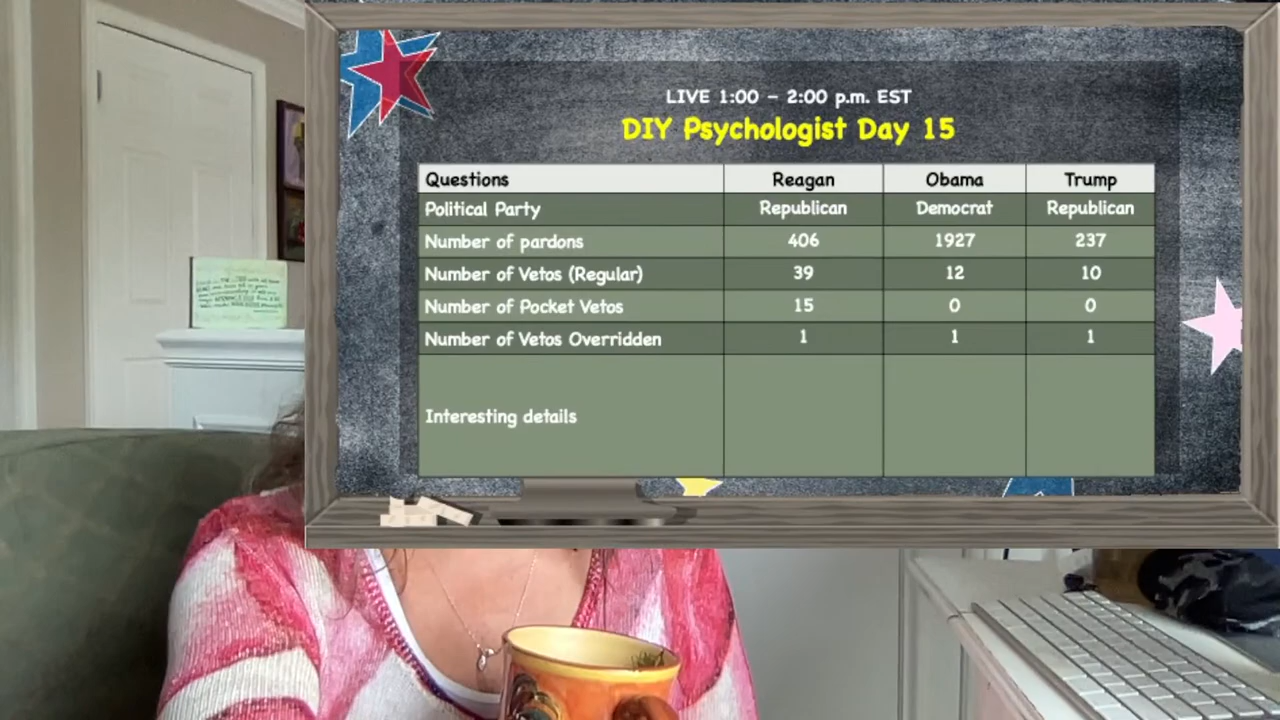 LIVE 1:00 – 2:00 p.m. EST
DIY Psychologist Day 15
Questions Reagan Obama Trump
Political Party Republican Democrat Republican
Number of pardons 406 1927 237
Number of Vetos (Regular) 39 12 10
Number of Pocket Vetos 15 0 0
Number of Vetos Overridden 1 1 1
Interesting details